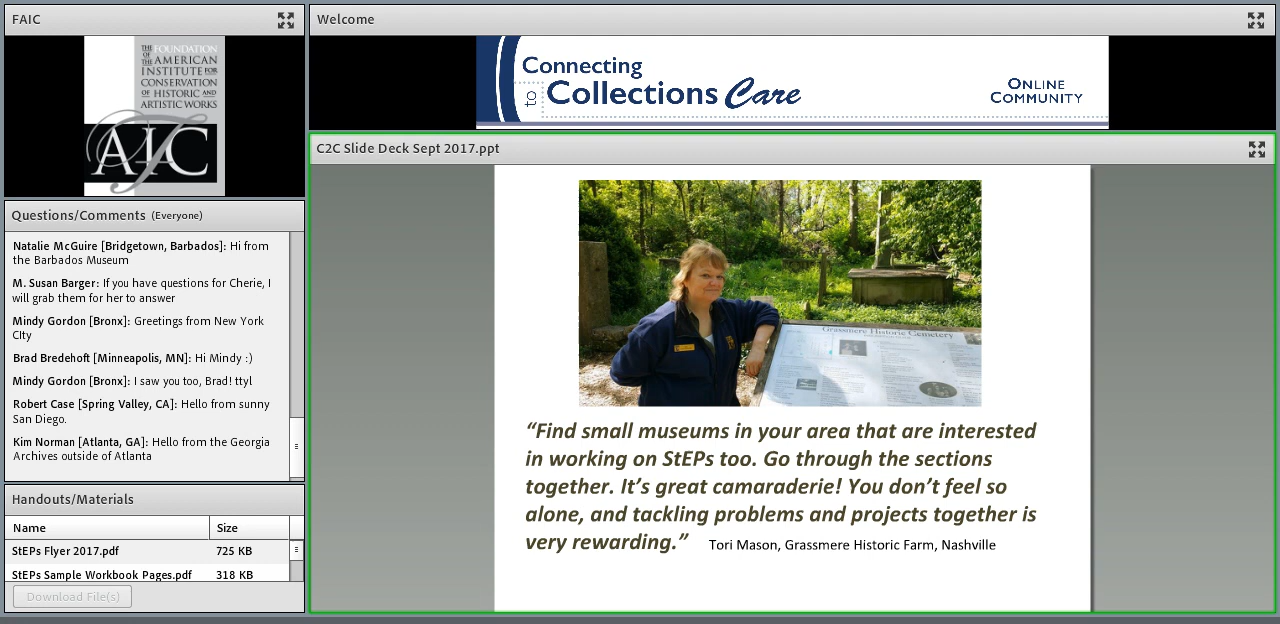 FAIC
THE FOUNDATION
OF THE AMERICAN
INSTITUTE FOR
CONSERVATION
OF HISTORIC AND
ARTISTIC WORKS
AIC
Welcome
Connecting
to Collections Care
ONLINE
COMMUNITY
Questions/Comments (Everyone)
Natalie McGuire [Bridgetown, Barbados]: Hi from
the Barbados Museum
M. Susan Barger: If you have questions for Cherie, I
will grab them for her to answer
Mindy Gordon [Bronx]: Greetings from New York
CIty
Brad Bredehoft [Minneapolis, MN]: Hi Mindy :)
Mindy Gordon [Bronx]: I saw you too, Brad! ttyl
Robert Case [Spring Valley, CA]: Hello from sunny
San Diego.
Kim Norman [Atlanta, GA]: Hello from the Georgia
Archives outside of Atlanta
Handouts/Materials
Name Size
StEPs Flyer 2017.pdf 725 KB
StEPs Sample Workbook Pages.pdf 318 KB
Download File(s)
C2C Slide Deck Sept 2017.ppt
Grassmere Historic Cemetery
“Find small museums in your area that are interested
in working on StEPs too. Go through the sections
together. It’s great camaraderie! You don’t feel so
alone, and tackling problems and projects together is
very rewarding.” Tori Mason, Grassmere Historic Farm, Nashville